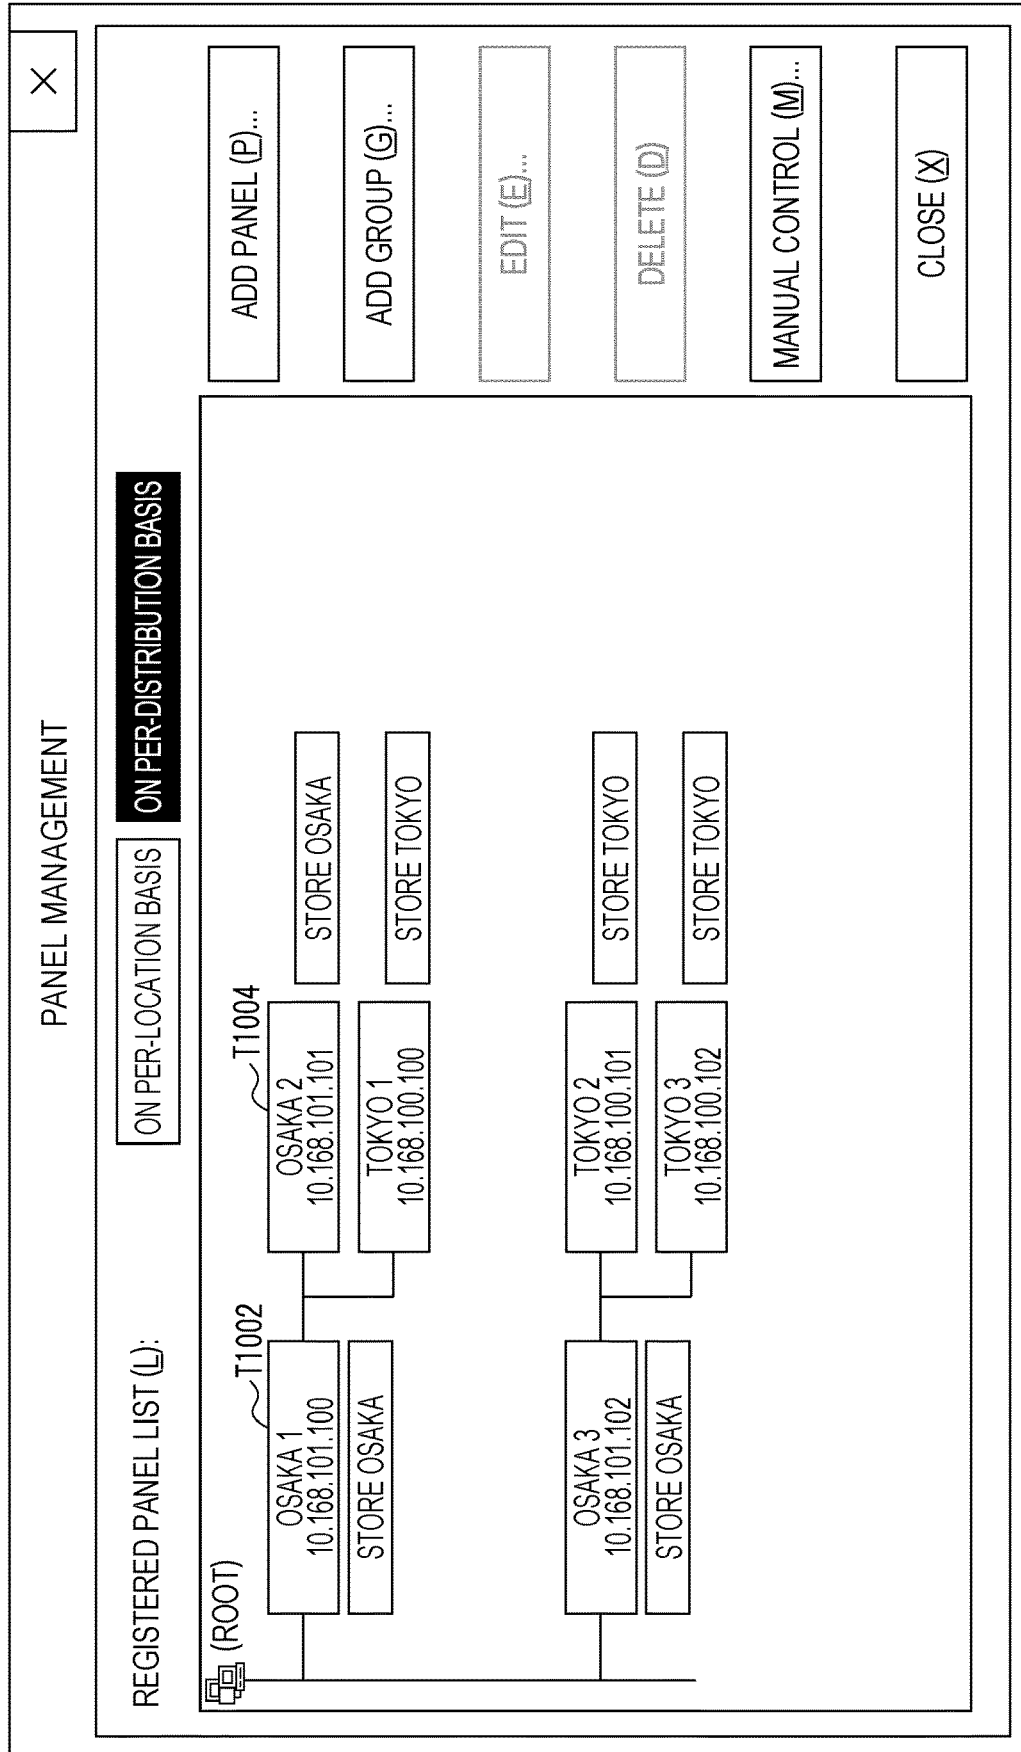 PANEL MANAGEMENT
×
REGISTERED PANEL LIST (L):
ON PER-LOCATION BASIS
ON PER-DISTRIBUTION BASIS
(ROOT)
T1002
T1004
OSAKA 1
10.168.101.100
STORE OSAKA
OSAKA 2
10.168.101.101
STORE OSAKA
TOKYO 1
10.168.100.100
STORE TOKYO
OSAKA 3
10.168.101.102
STORE OSAKA
TOKYO 2
10.168.100.101
STORE TOKYO
TOKYO 3
10.168.100.102
STORE TOKYO
ADD PANEL (P)...
ADD GROUP (G)...
EDIT (E)...
DELETE (D)
MANUAL CONTROL (M)...
CLOSE (X)